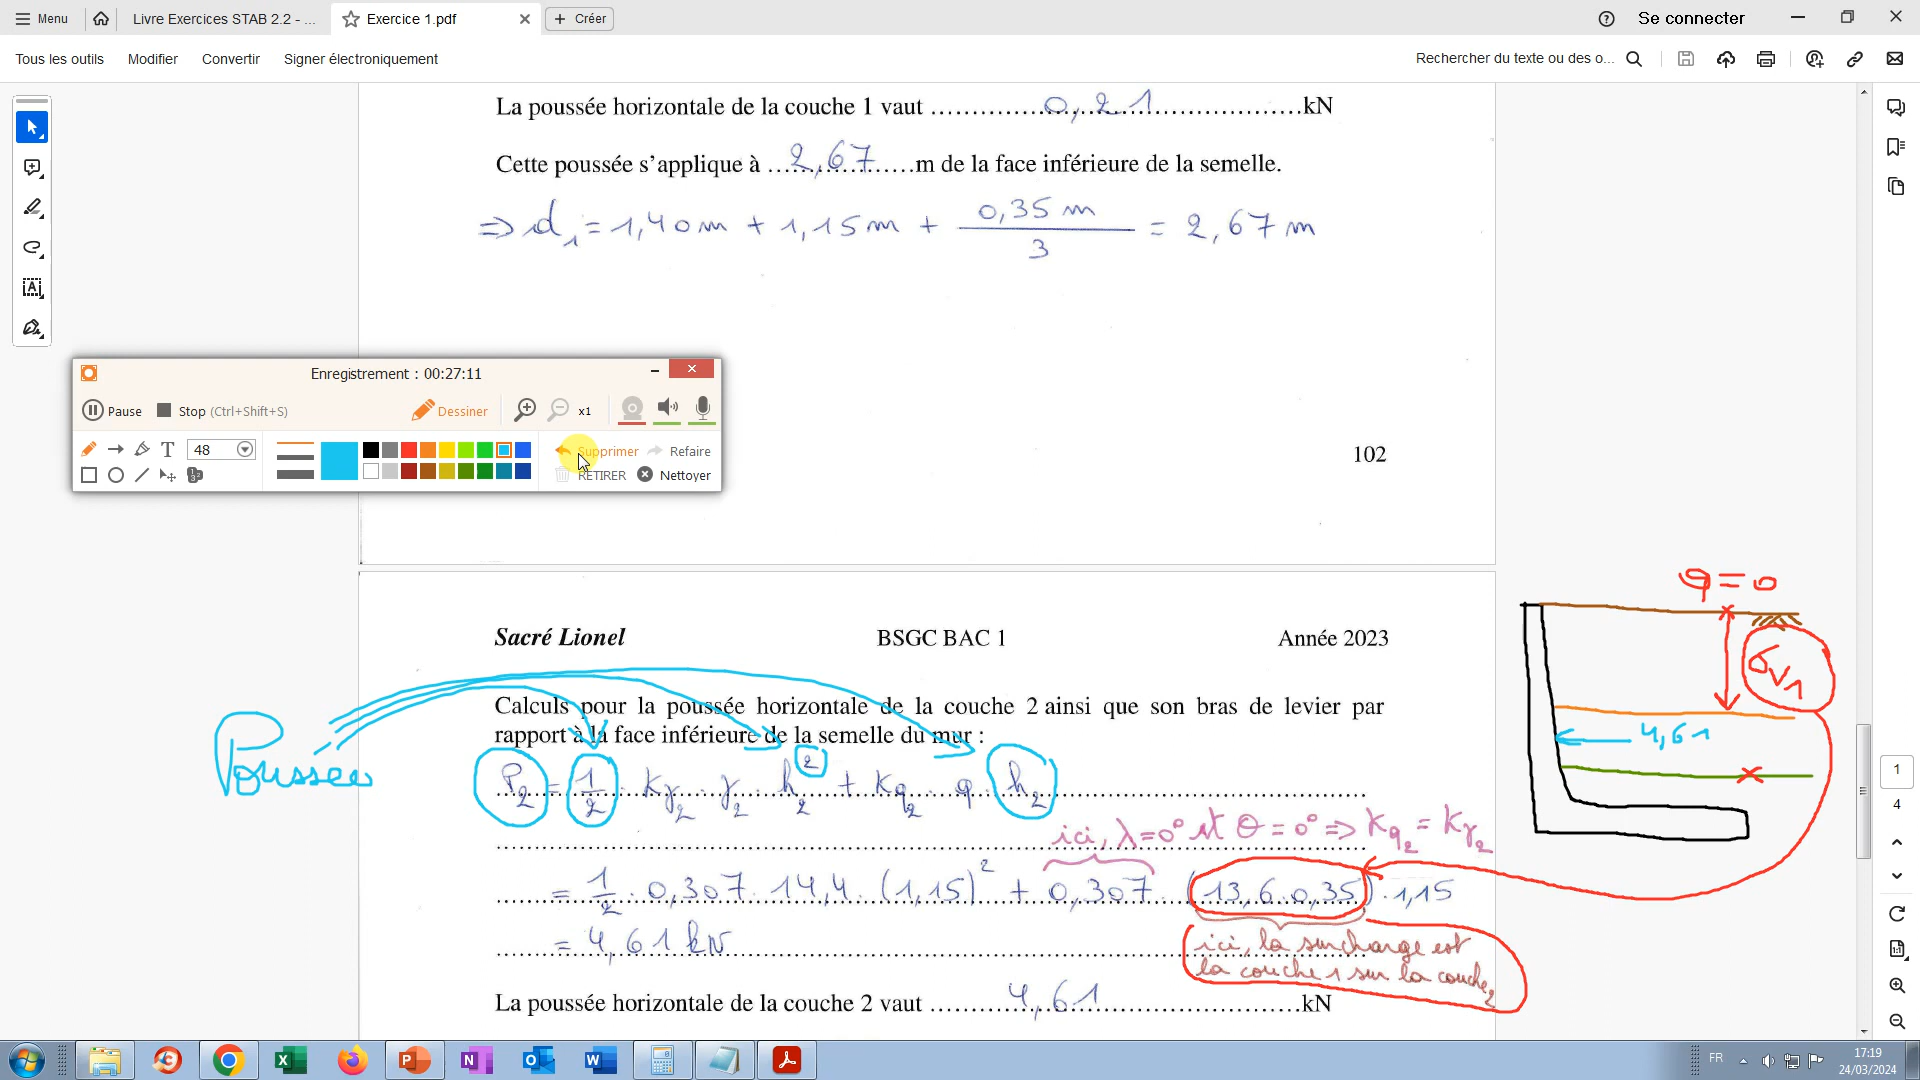 Menu
Livre Exercices STAB 2.2 - ...
Exercice 1.pdf
Créer
Se connecter
Tous les outils
Modifier
Convertir
Signer électroniquement
Rechercher du texte ou des o...
La poussée horizontale de la couche 1 vaut ...0,21...kN
Cette poussée s'applique à ...2,67...m de la face inférieure de la semelle.
=> d1 = 1,40 m + 1,15 m + 0,35 m / 3 = 2,67 m
Enregistrement : 00:27:11
Pause
Stop (Ctrl+Shift+S)
Dessiner
x1
T
48
Supprimer
Refaire
RETIRER
Nettoyer
102
q = 0
σv1
4,61
Sacré Lionel
BSGC BAC 1
Année 2023
Calculs pour la poussée horizontale de la couche 2 ainsi que son bras de levier par
rapport à la face inférieure de la semelle du mur :
Poussée
P2 = 1/2 . kγ2 . γ2 . h2² + kq2 . q . h2
ici, λ=0° et θ=0° => kq2 = kγ2
= 1/2 . 0,307 . 14,4 . (1,15)² + 0,307 . (13,6 . 0,35) . 1,15
= 4,61 kN
ici, la surcharge est
la couche 1 sur la couche 2
La poussée horizontale de la couche 2 vaut ...4,61...kN
1
4
FR
17:19
24/03/2024